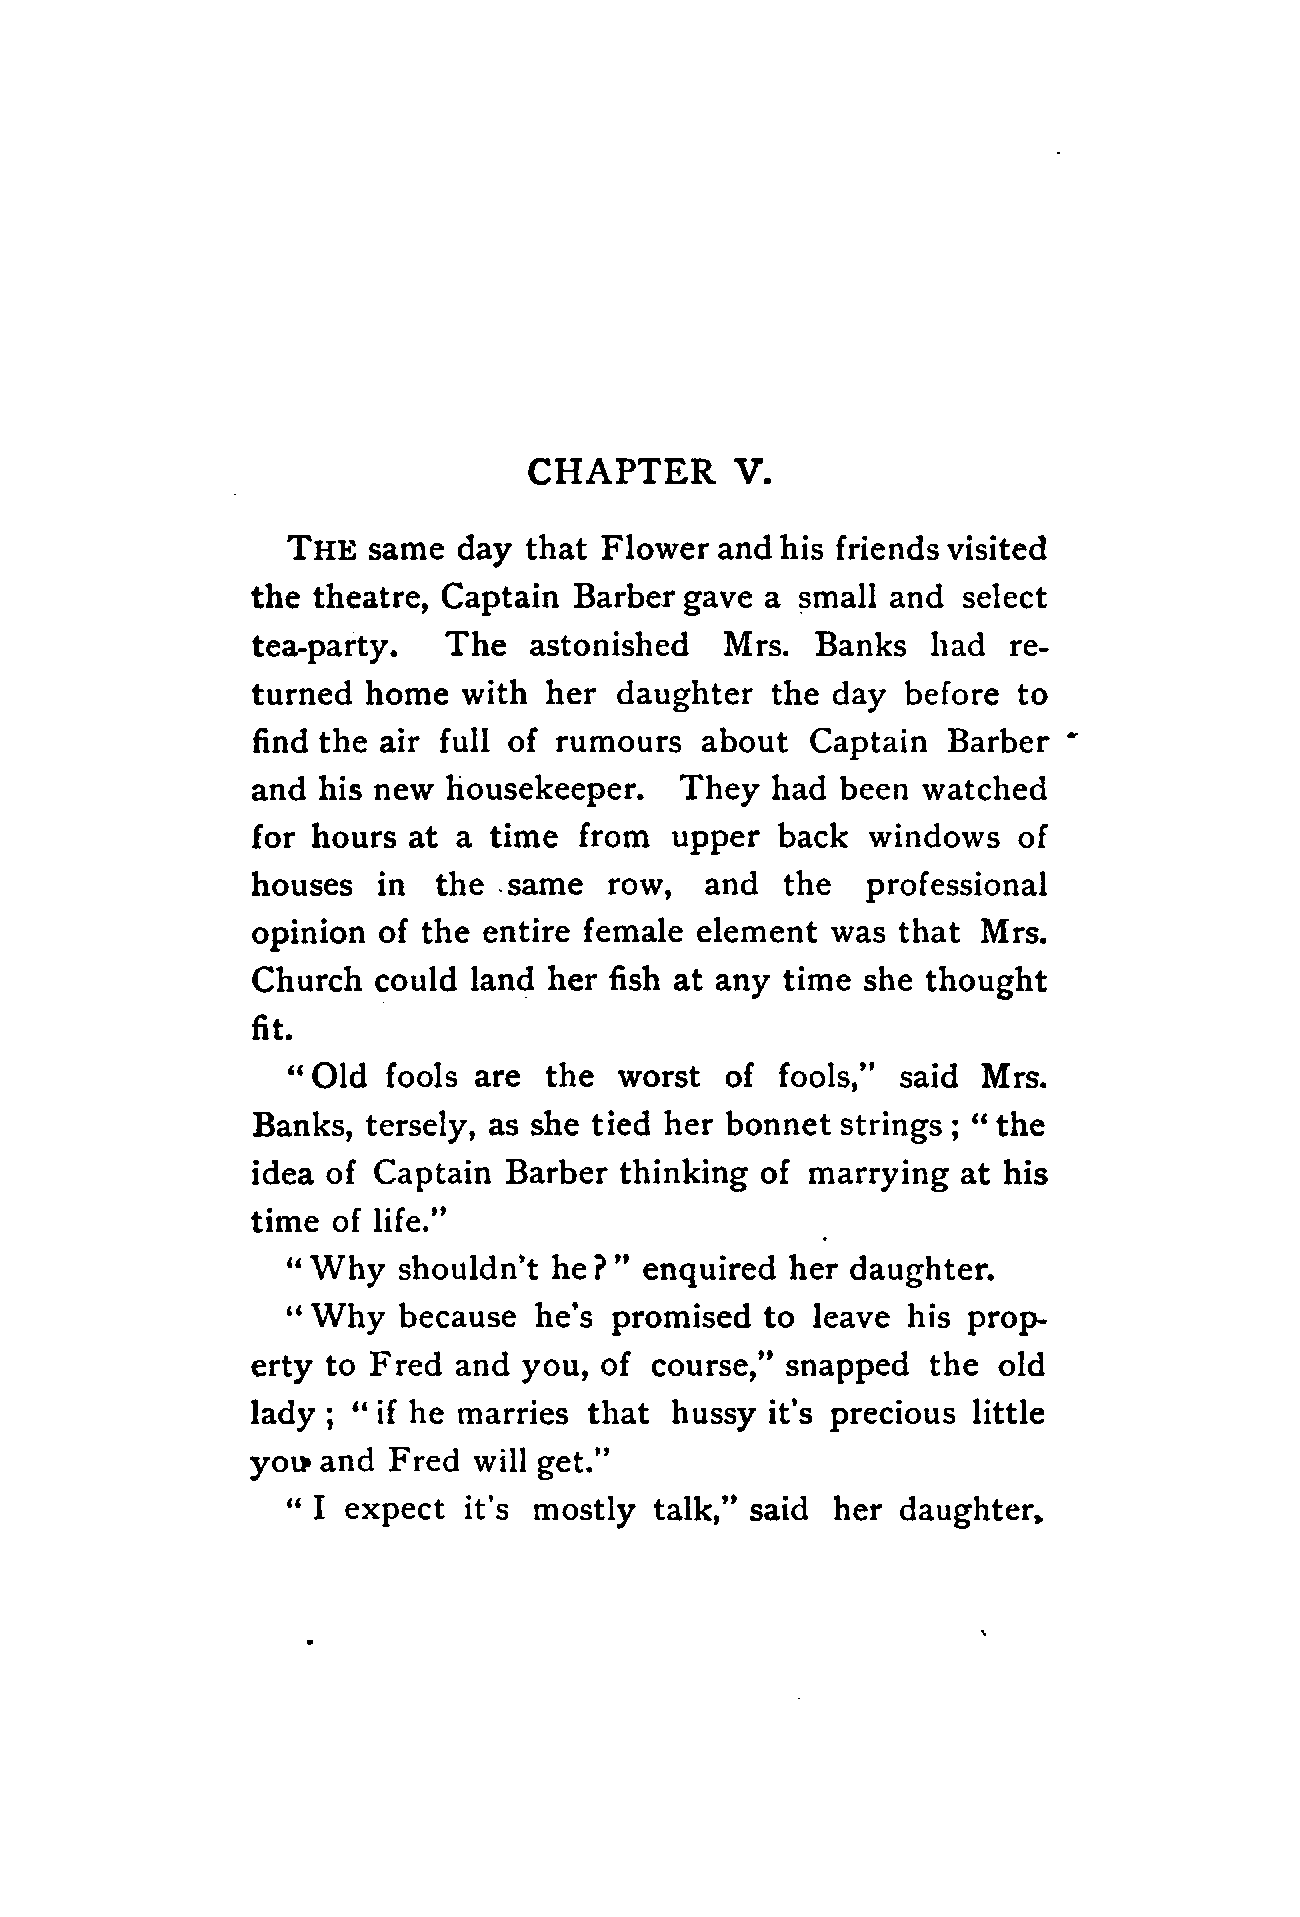 CHAPTER V.
THE same day that Flower and his friends visited
the theatre, Captain Barber gave a small and select
tea-party. The astonished Mrs. Banks had re-
turned home with her daughter the day before to
find the air full of rumours about Captain Barber
and his new housekeeper. They had been watched
for hours at a time from upper back windows of
houses in the same row, and the professional
opinion of the entire female element was that Mrs.
Church could land her fish at any time she thought
fit.
"Old fools are the worst of fools," said Mrs.
Banks, tersely, as she tied her bonnet strings; "the
idea of Captain Barber thinking of marrying at his
time of life."
"Why shouldn't he?" enquired her daughter.
"Why because he's promised to leave his prop-
erty to Fred and you, of course," snapped the old
lady; "if he marries that hussy it's precious little
you and Fred will get."
"I expect it's mostly talk," said her daughter,